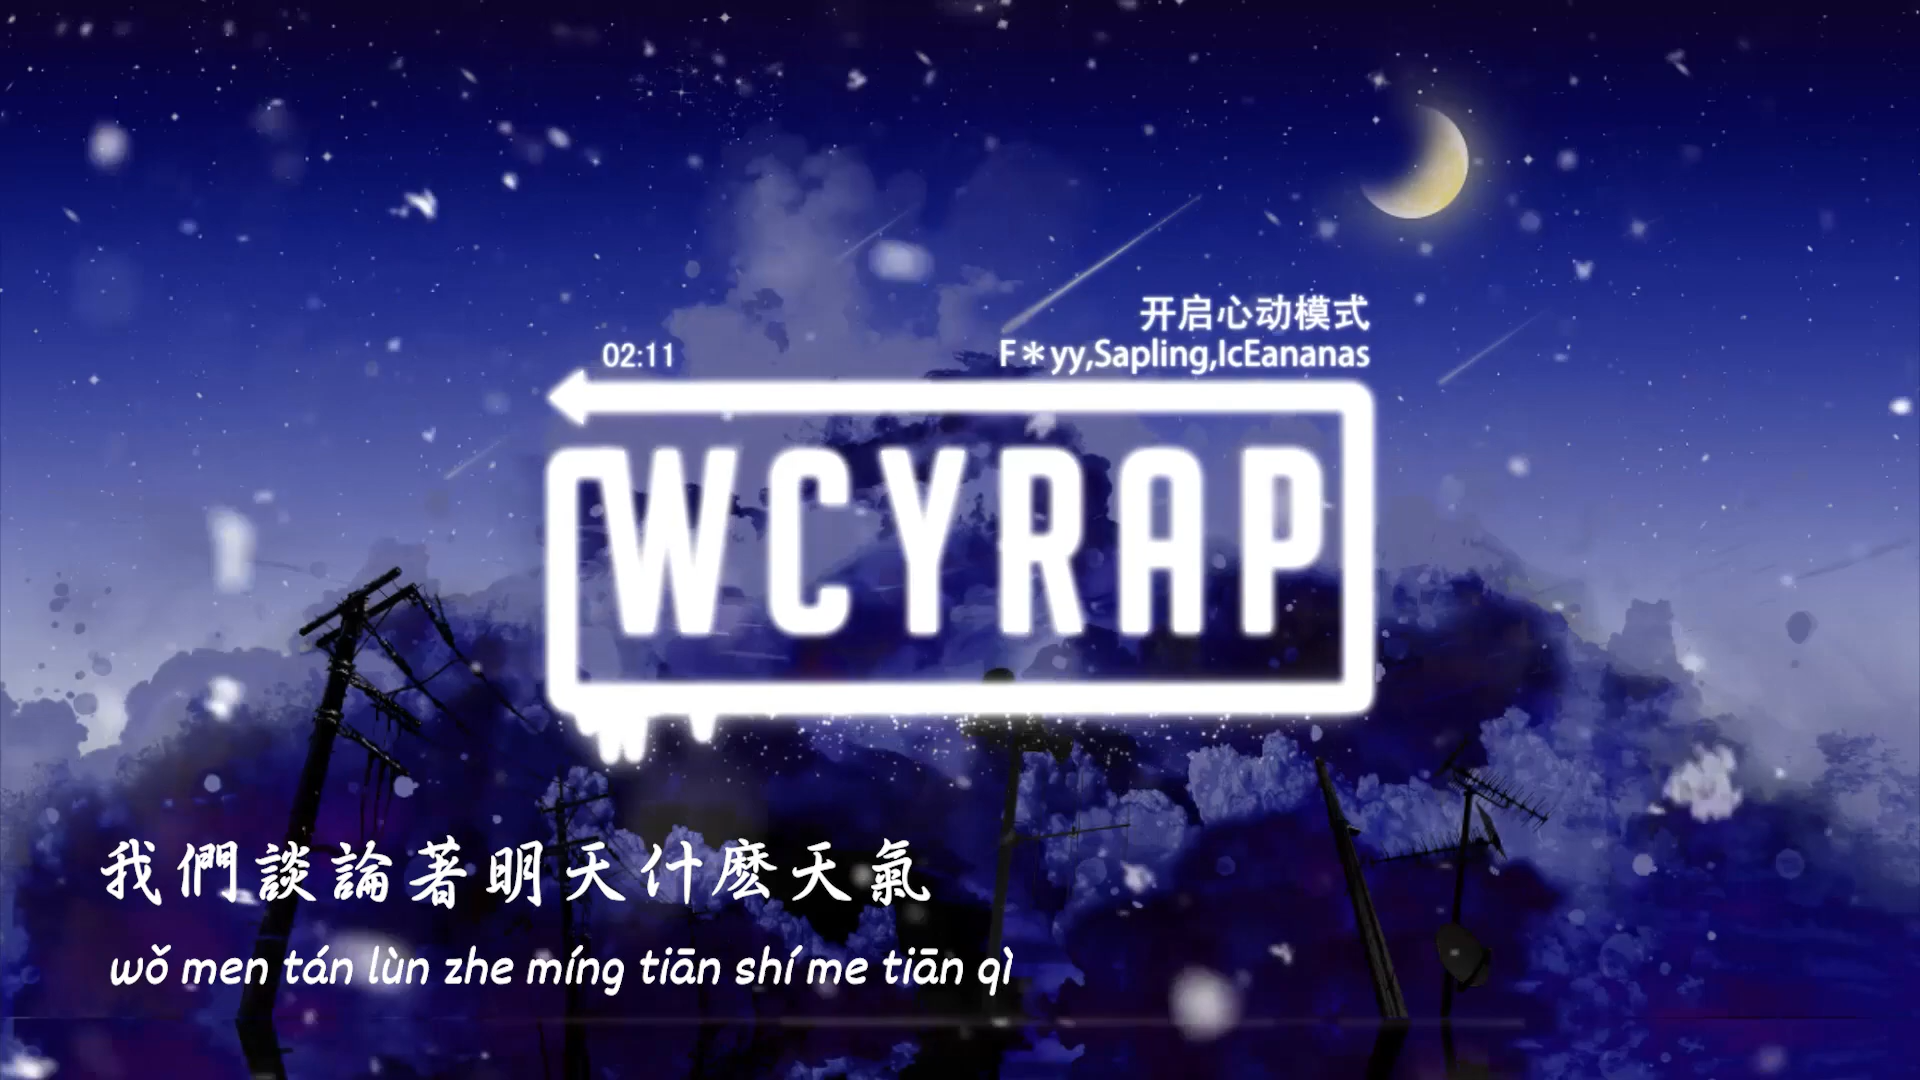 开启心动模式
02:11
F*yy,Sapling,IcEananas
WCYRAP
我們談論著明天什麽天氣
wǒ men tán lùn zhe míng tiān shí me tiān qì